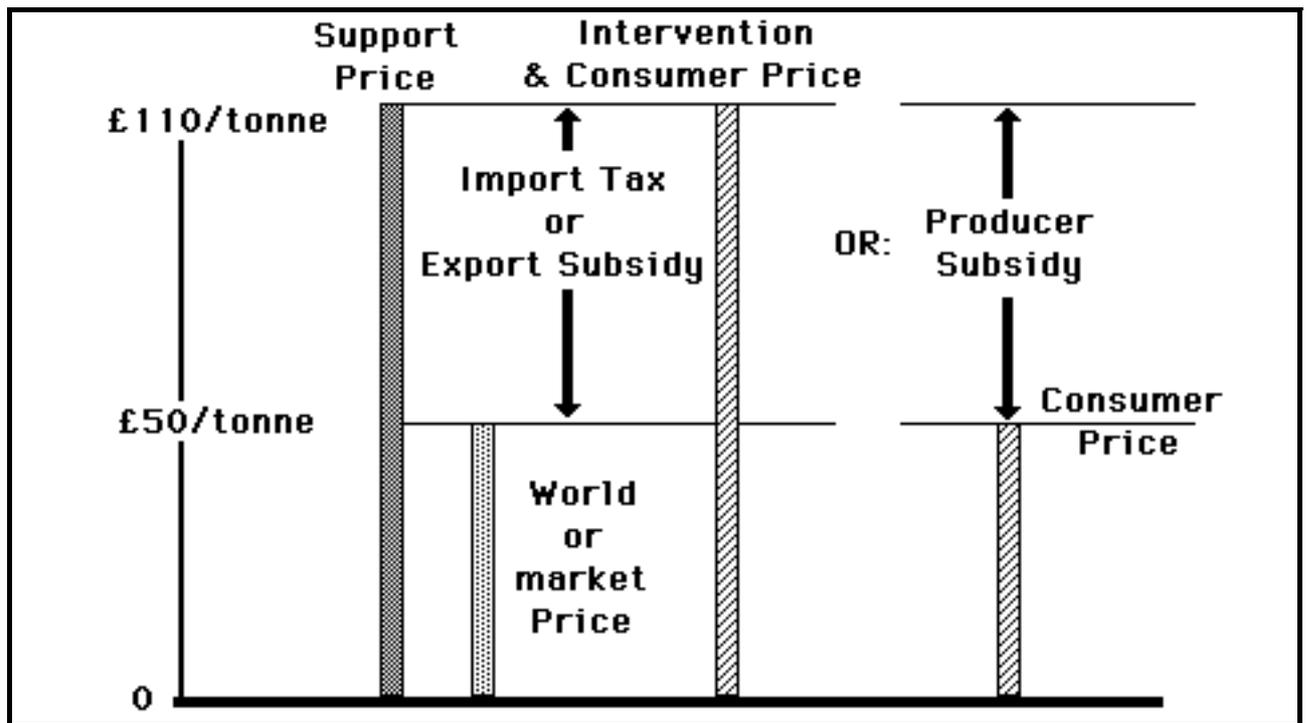 Support
Price
Intervention
& Consumer Price
£110/tonne
Import Tax
or
Export Subsidy
OR:
Producer
Subsidy
£50/tonne
Consumer
Price
World
or
market
Price
0